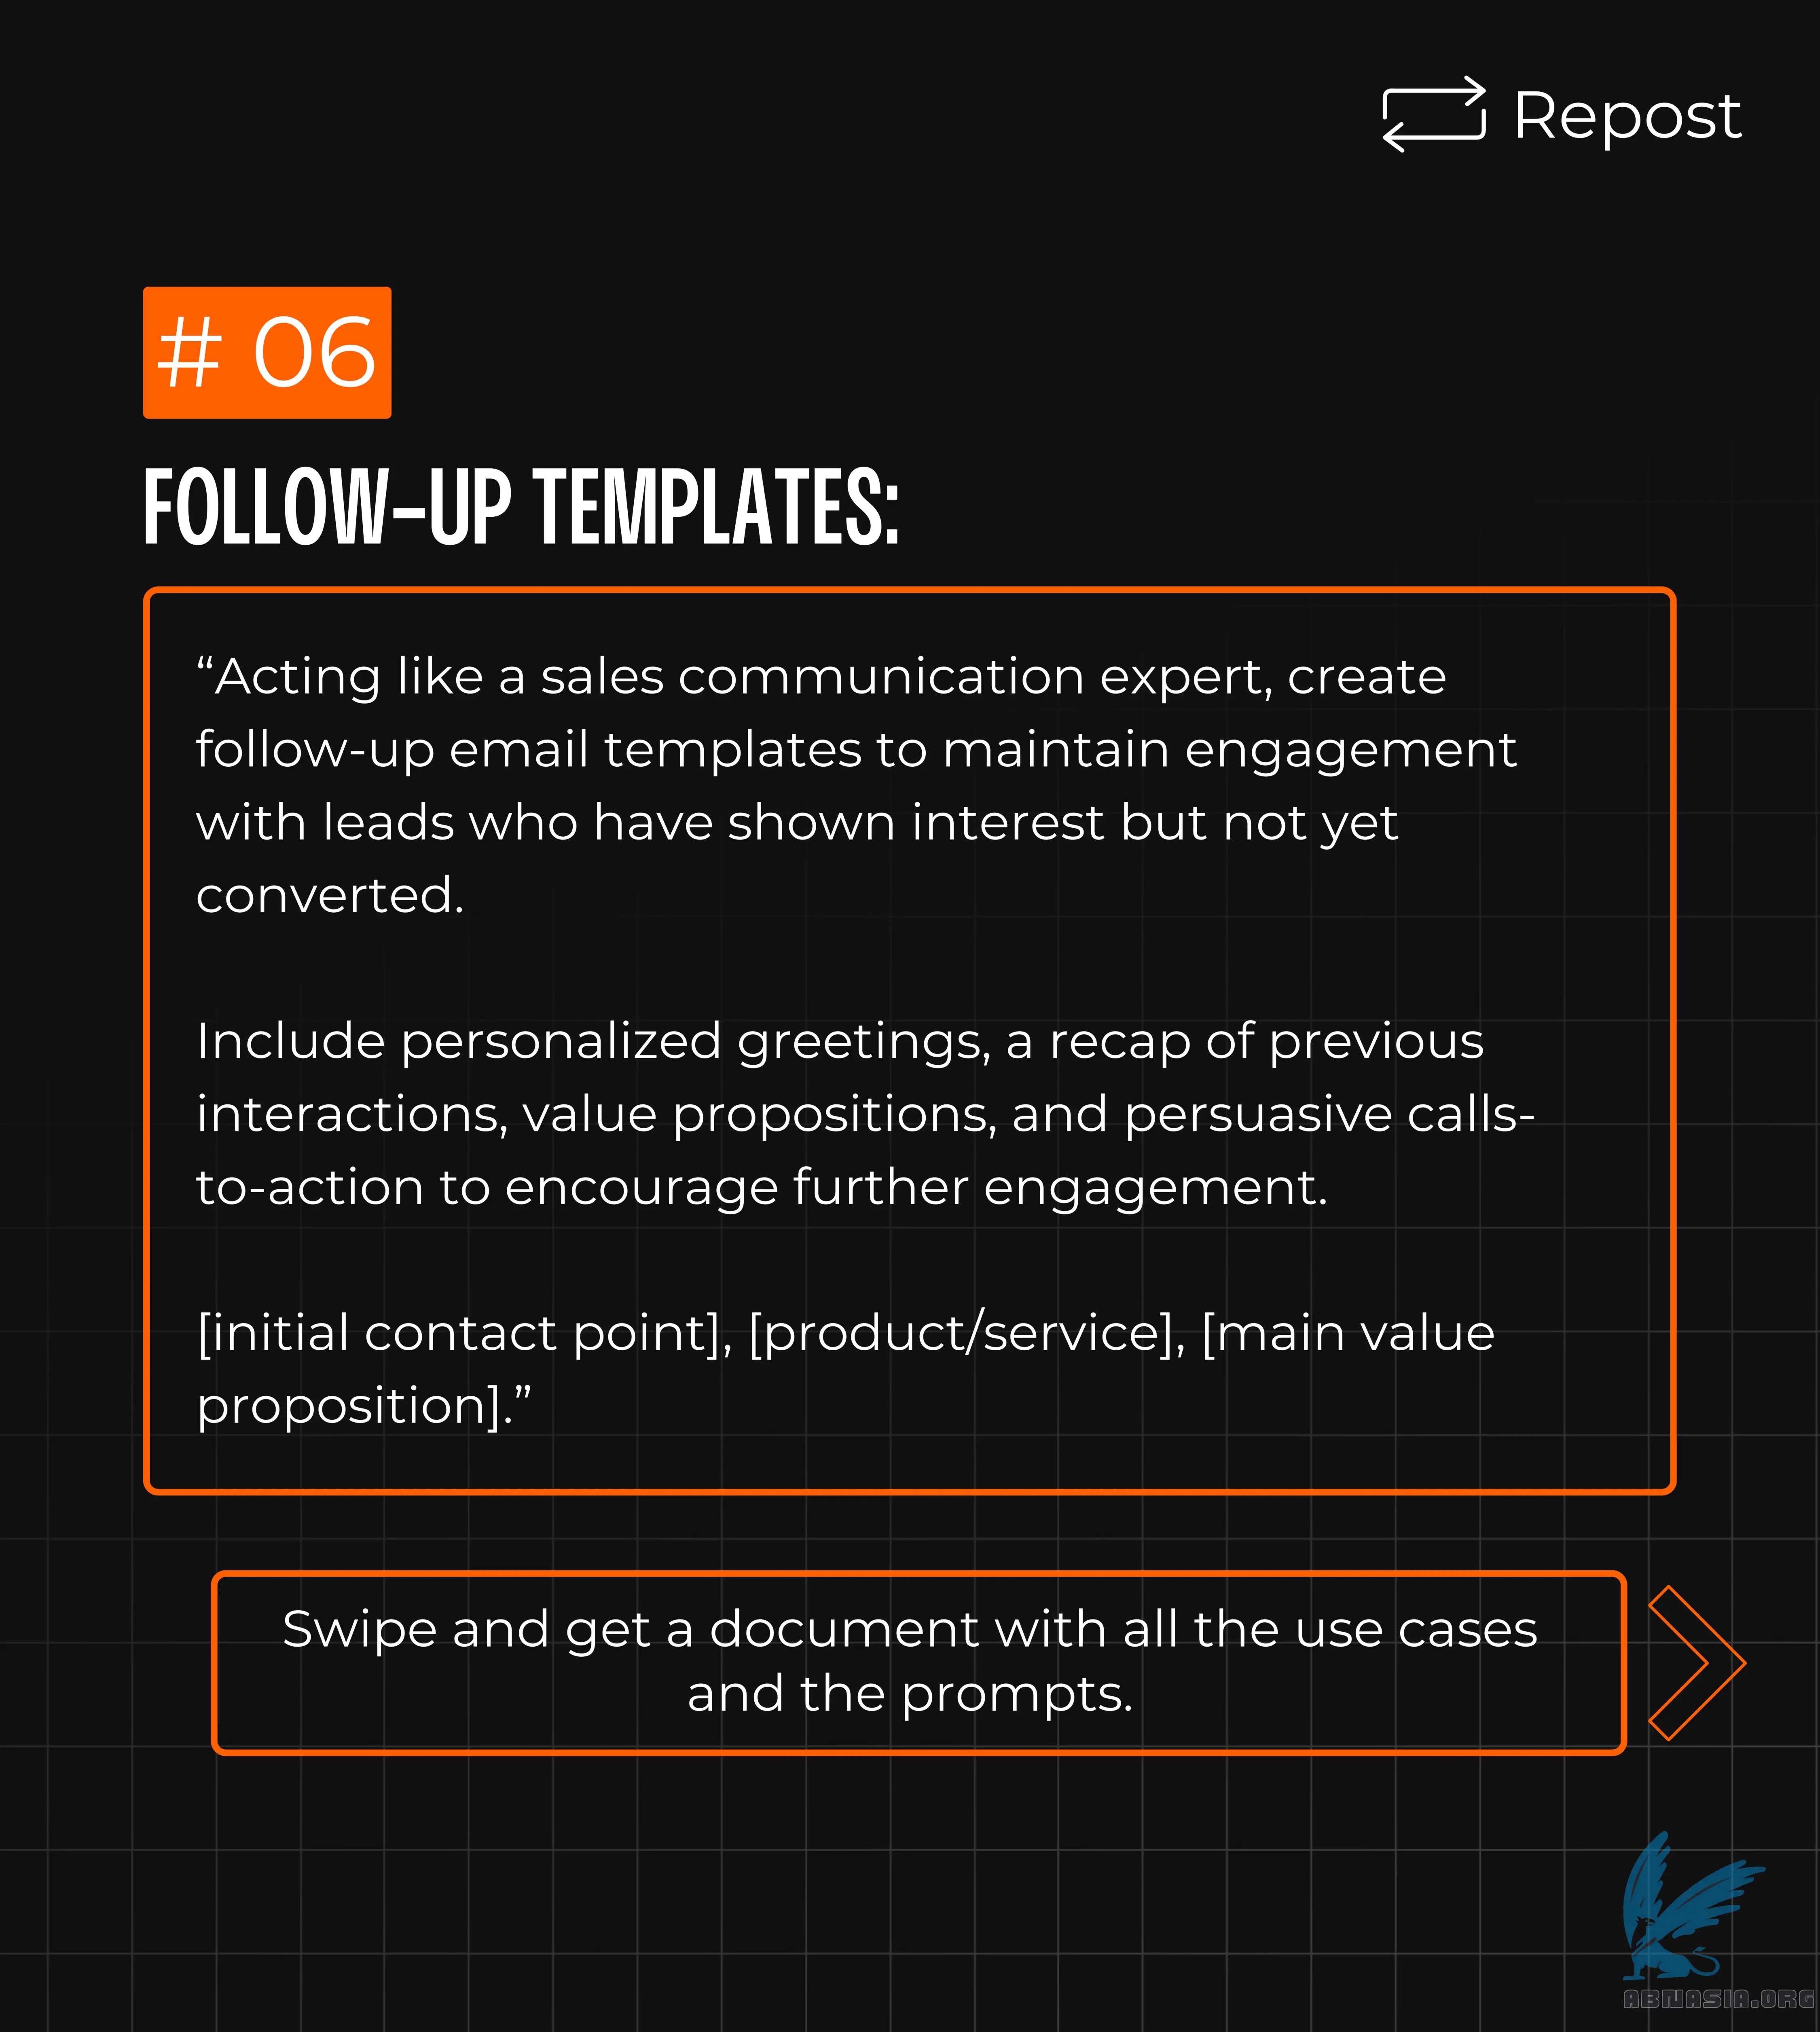 Repost
# 06
FOLLOW-UP TEMPLATES:
“Acting like a sales communication expert, create
follow-up email templates to maintain engagement
with leads who have shown interest but not yet
converted.
Include personalized greetings, a recap of previous
interactions, value propositions, and persuasive calls-
to-action to encourage further engagement.
[initial contact point], [product/service], [main value
proposition].”
Swipe and get a document with all the use cases
and the prompts.
ABNASIA.ORG